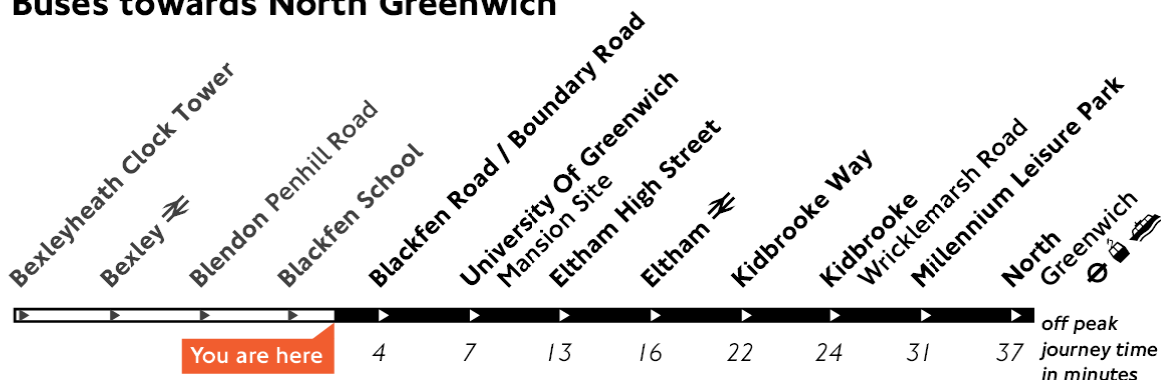 Buses towards North Greenwich
Bexleyheath Clock Tower
Bexley
Blendon Penhill Road
Blackfen School
Blackfen Road / Boundary Road
University Of Greenwich
Mansion Site
Eltham High Street
Eltham
Kidbrooke Way
Kidbrooke
Wricklemarsh Road
Millennium Leisure Park
North
Greenwich
You are here
4 7 13 16 22 24 31 37
off peak
journey time
in minutes